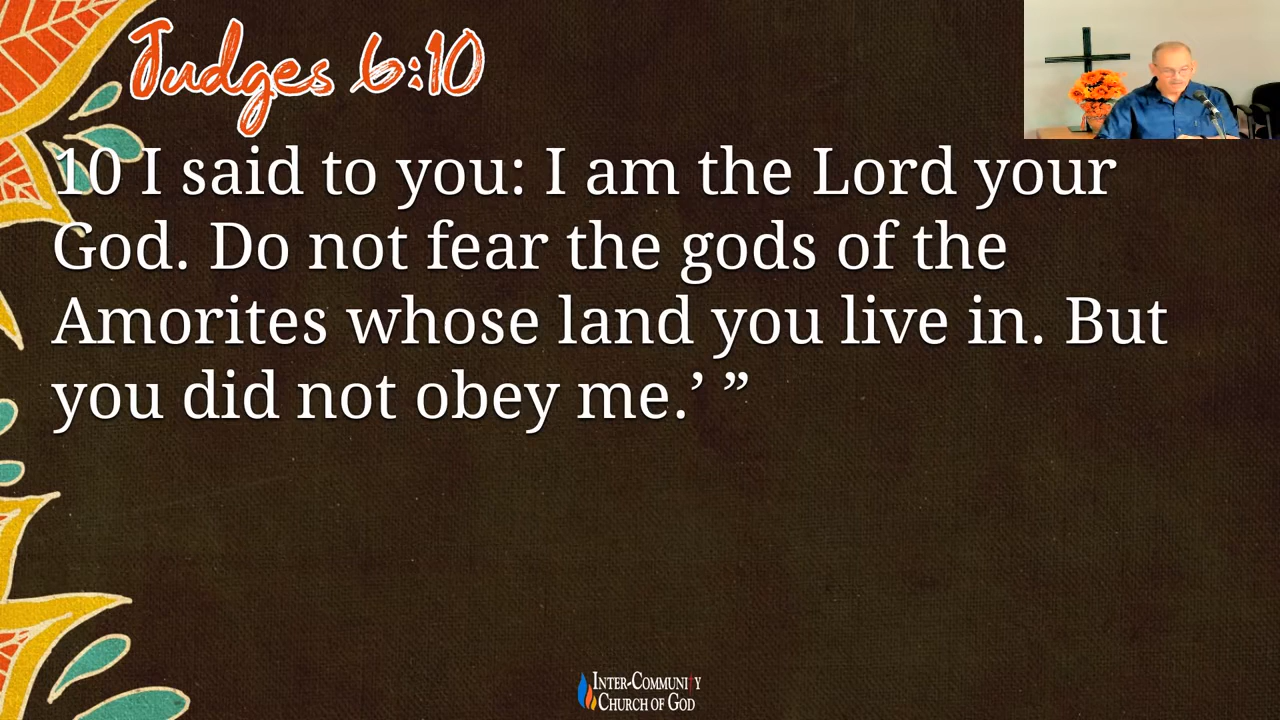 Judges 6:10
10 I said to you: I am the Lord your
God. Do not fear the gods of the
Amorites whose land you live in. But
you did not obey me.’ ”
Inter-Community
Church of God